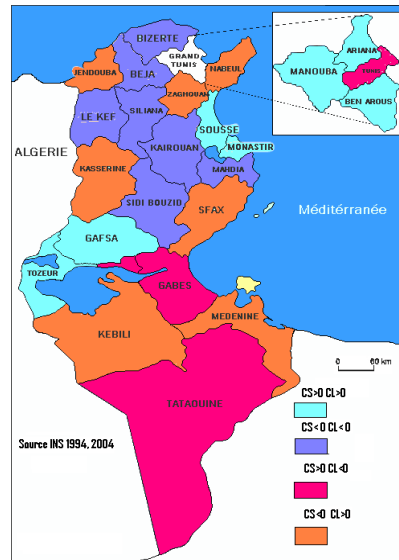 BIZERTE
GRAND
TUNIS
JENDOUBA
BEJA
NABEUL
ZAGHOUAN
ARIANA
MANOUBA
TUNIS
BEN AROUS
LE KEF
SILIANA
SOUSSE
ALGERIE
KAIROUAN
MONASTIR
MAHDIA
KASSERINE
SIDI BOUZID
SFAX
Méditérranée
GAFSA
TOZEUR
GABES
MEDENINE
KEBILI
0 60 km
TATAOUINE
CS>0 CL>0
CS<0 CL<0
CS>0 CL<0
CS<0 CL>0
Source INS 1994, 2004